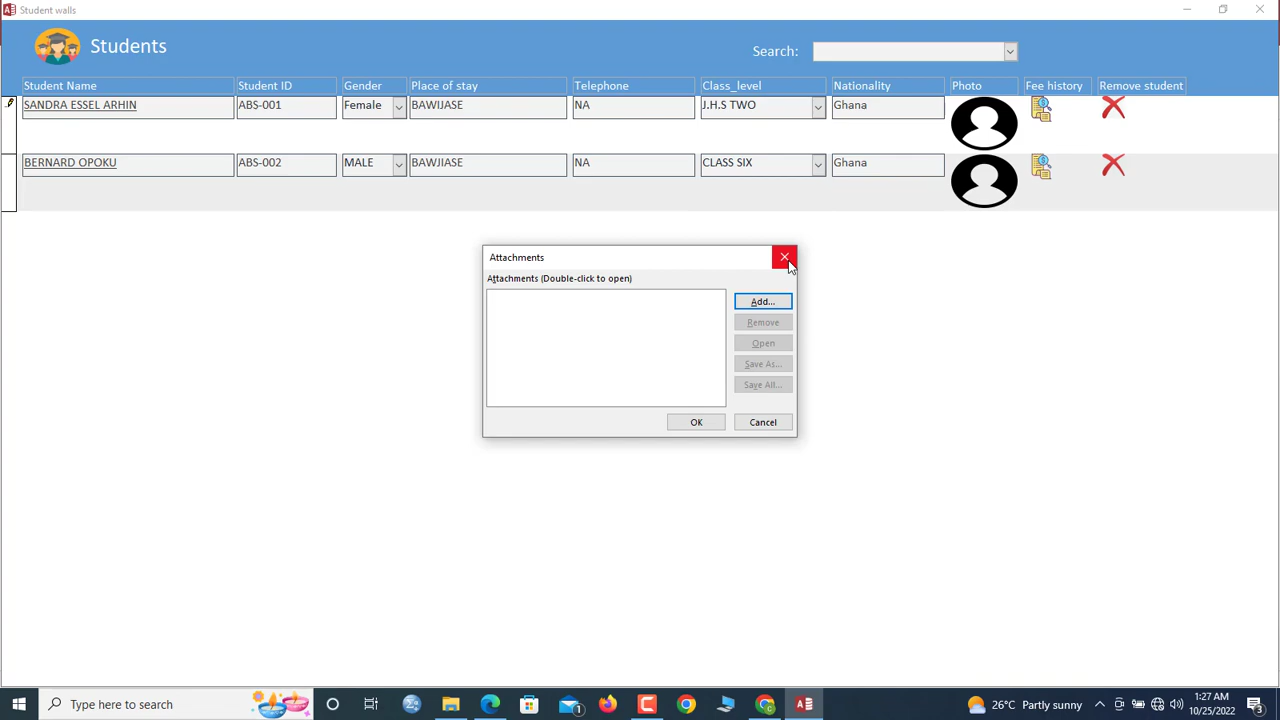 Student walls
Students
Search:
Student Name Student ID Gender Place of stay Telephone Class_level Nationality Photo Fee history Remove student
SANDRA ESSEL ARHIN ABS-001 Female BAWIJASE NA J.H.S TWO Ghana
BERNARD OPOKU ABS-002 MALE BAWJIASE NA CLASS SIX Ghana
Attachments
Attachments (Double-click to open)
Add...
Remove
Open
Save As...
Save All...
OK Cancel
Type here to search
26°C Partly sunny
1:27 AM
10/25/2022